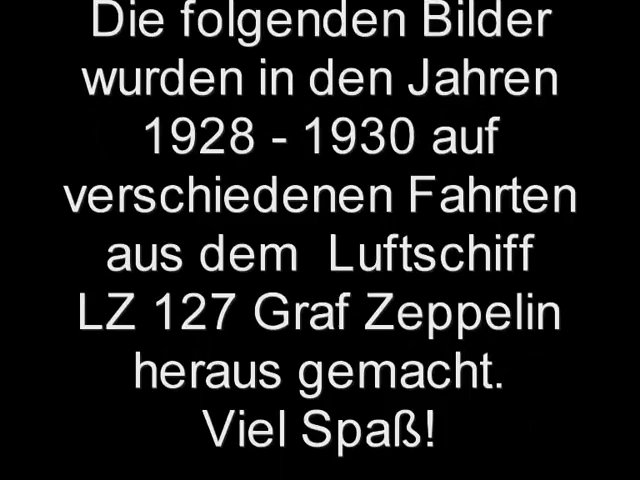 Die folgenden Bilder
wurden in den Jahren
1928 - 1930 auf
verschiedenen Fahrten
aus dem  Luftschiff
LZ 127 Graf Zeppelin
heraus gemacht.
Viel Spaß!